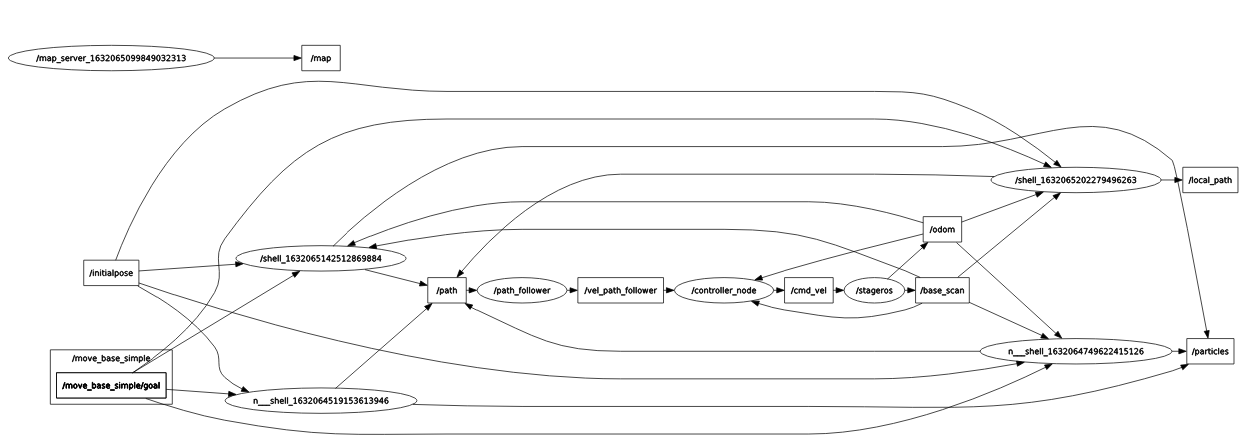 /map_server_1632065099849032313
/map
/shell_1632065202279496263
/local_path
/odom
/initialpose
/shell_1632065142512869884
/path
/path_follower
/vel_path_follower
/controller_node
/cmd_vel
/stageros
/base_scan
/move_base_simple
/move_base_simple/goal
n___shell_1632064749622415126
/particles
n___shell_1632064519153613946